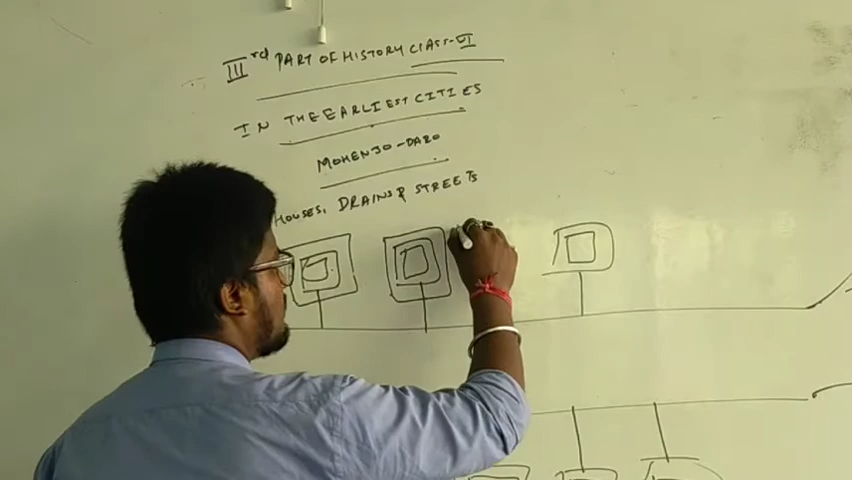 IIIrd PART OF HISTORY CLASS-VI
IN THE EARLIEST CITIES
MOHENJO-DARO
HOUSES, DRAINS & STREETS